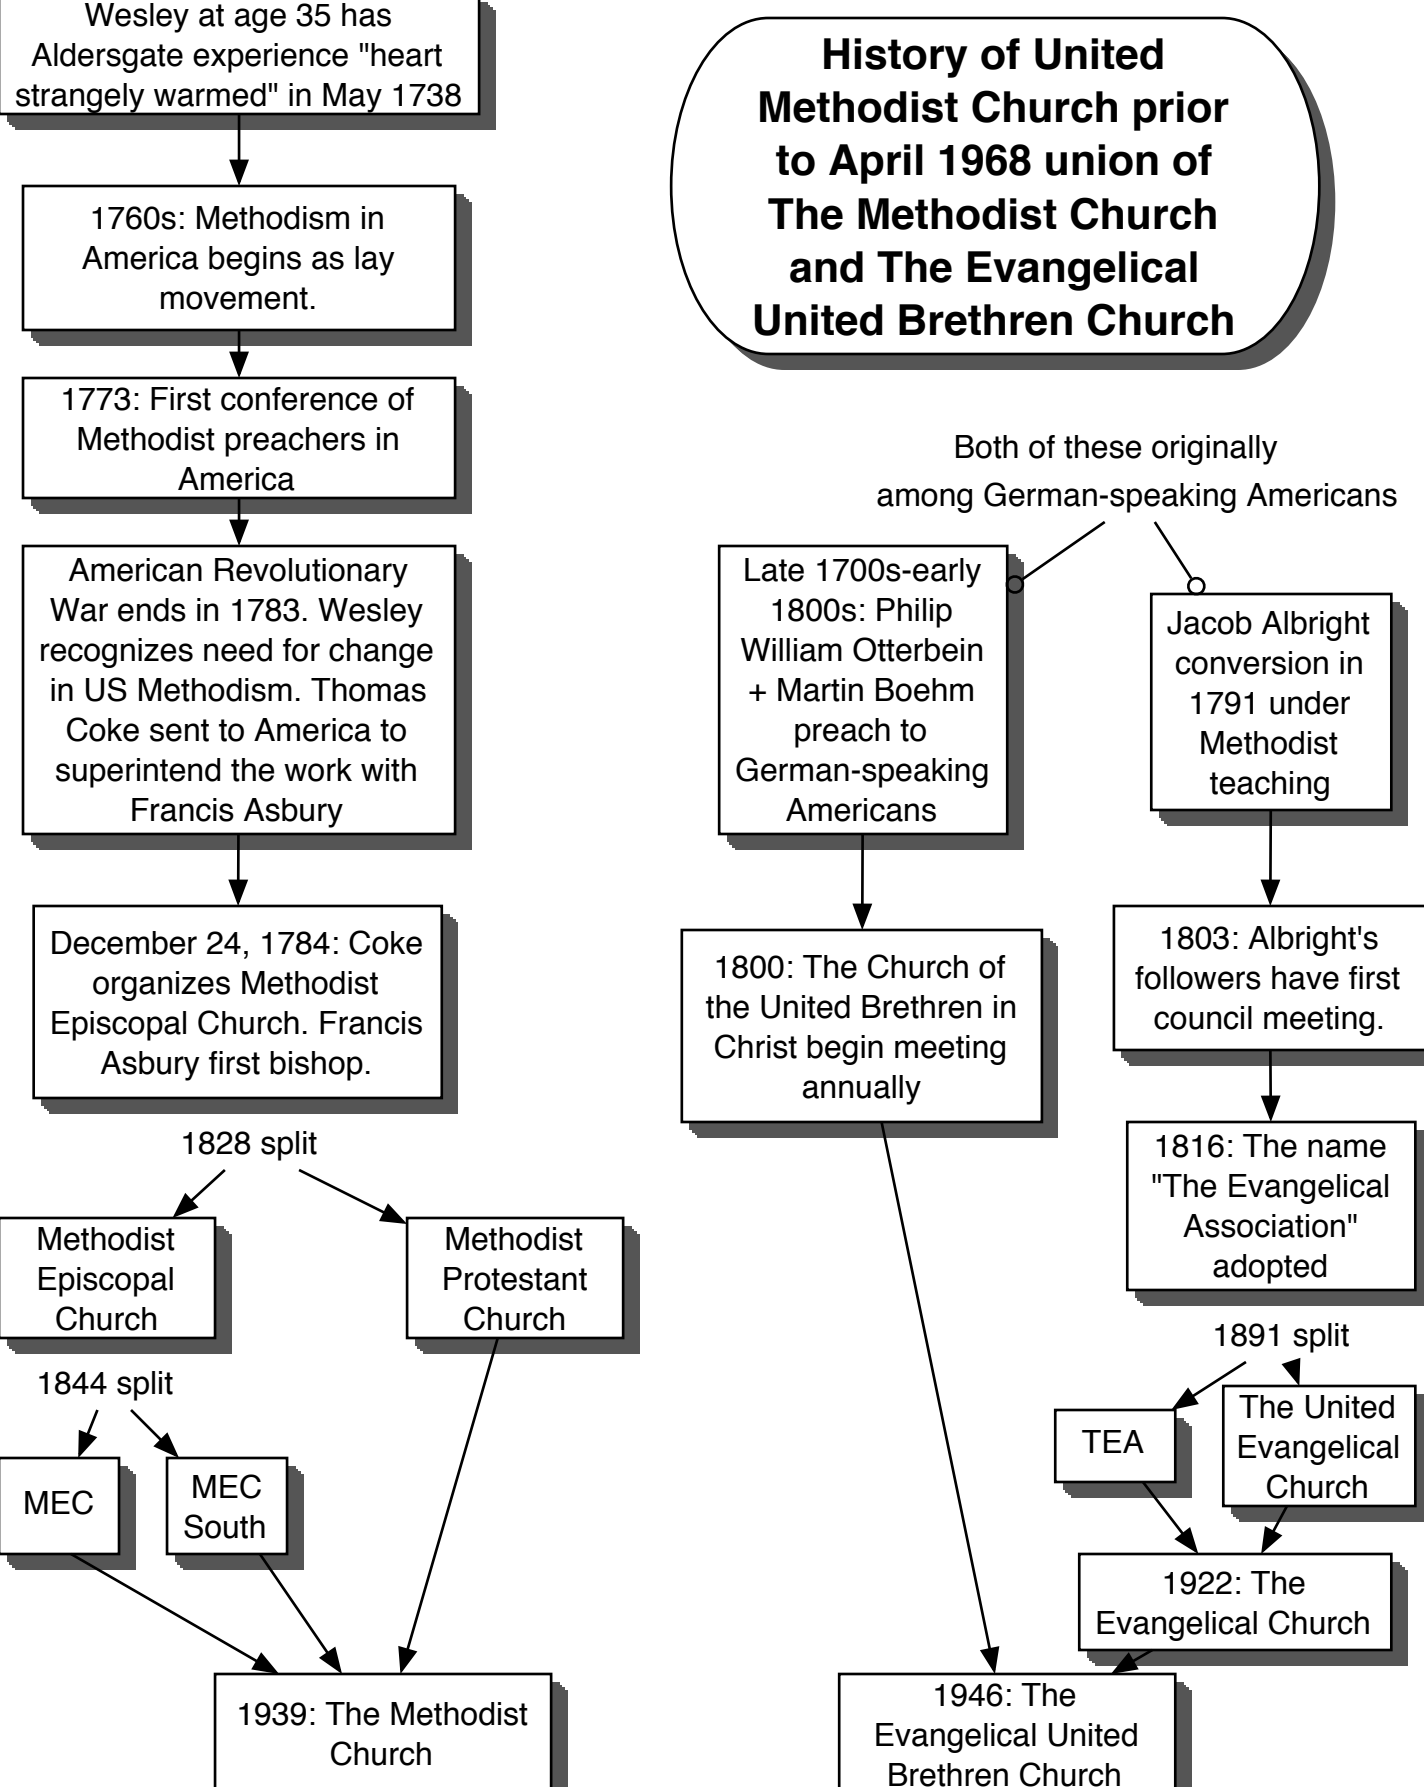 Wesley at age 35 has
Aldersgate experience "heart
strangely warmed" in May 1738
1760s: Methodism in
America begins as lay
movement.
1773: First conference of
Methodist preachers in
America
American Revolutionary
War ends in 1783. Wesley
recognizes need for change
in US Methodism. Thomas
Coke sent to America to
superintend the work with
Francis Asbury
December 24, 1784: Coke
organizes Methodist
Episcopal Church. Francis
Asbury first bishop.
1828 split
Methodist
Episcopal
Church
Methodist
Protestant
Church
1844 split
MEC
MEC
South
1939: The Methodist
Church
History of United
Methodist Church prior
to April 1968 union of
The Methodist Church
and The Evangelical
United Brethren Church
Both of these originally
among German-speaking Americans
Late 1700s-early
1800s: Philip
William Otterbein
+ Martin Boehm
preach to
German-speaking
Americans
1800: The Church of
the United Brethren in
Christ begin meeting
annually
Jacob Albright
conversion in
1791 under
Methodist
teaching
1803: Albright's
followers have first
council meeting.
1816: The name
"The Evangelical
Association"
adopted
1891 split
TEA
The United
Evangelical
Church
1922: The
Evangelical Church
1946: The
Evangelical United
Brethren Church